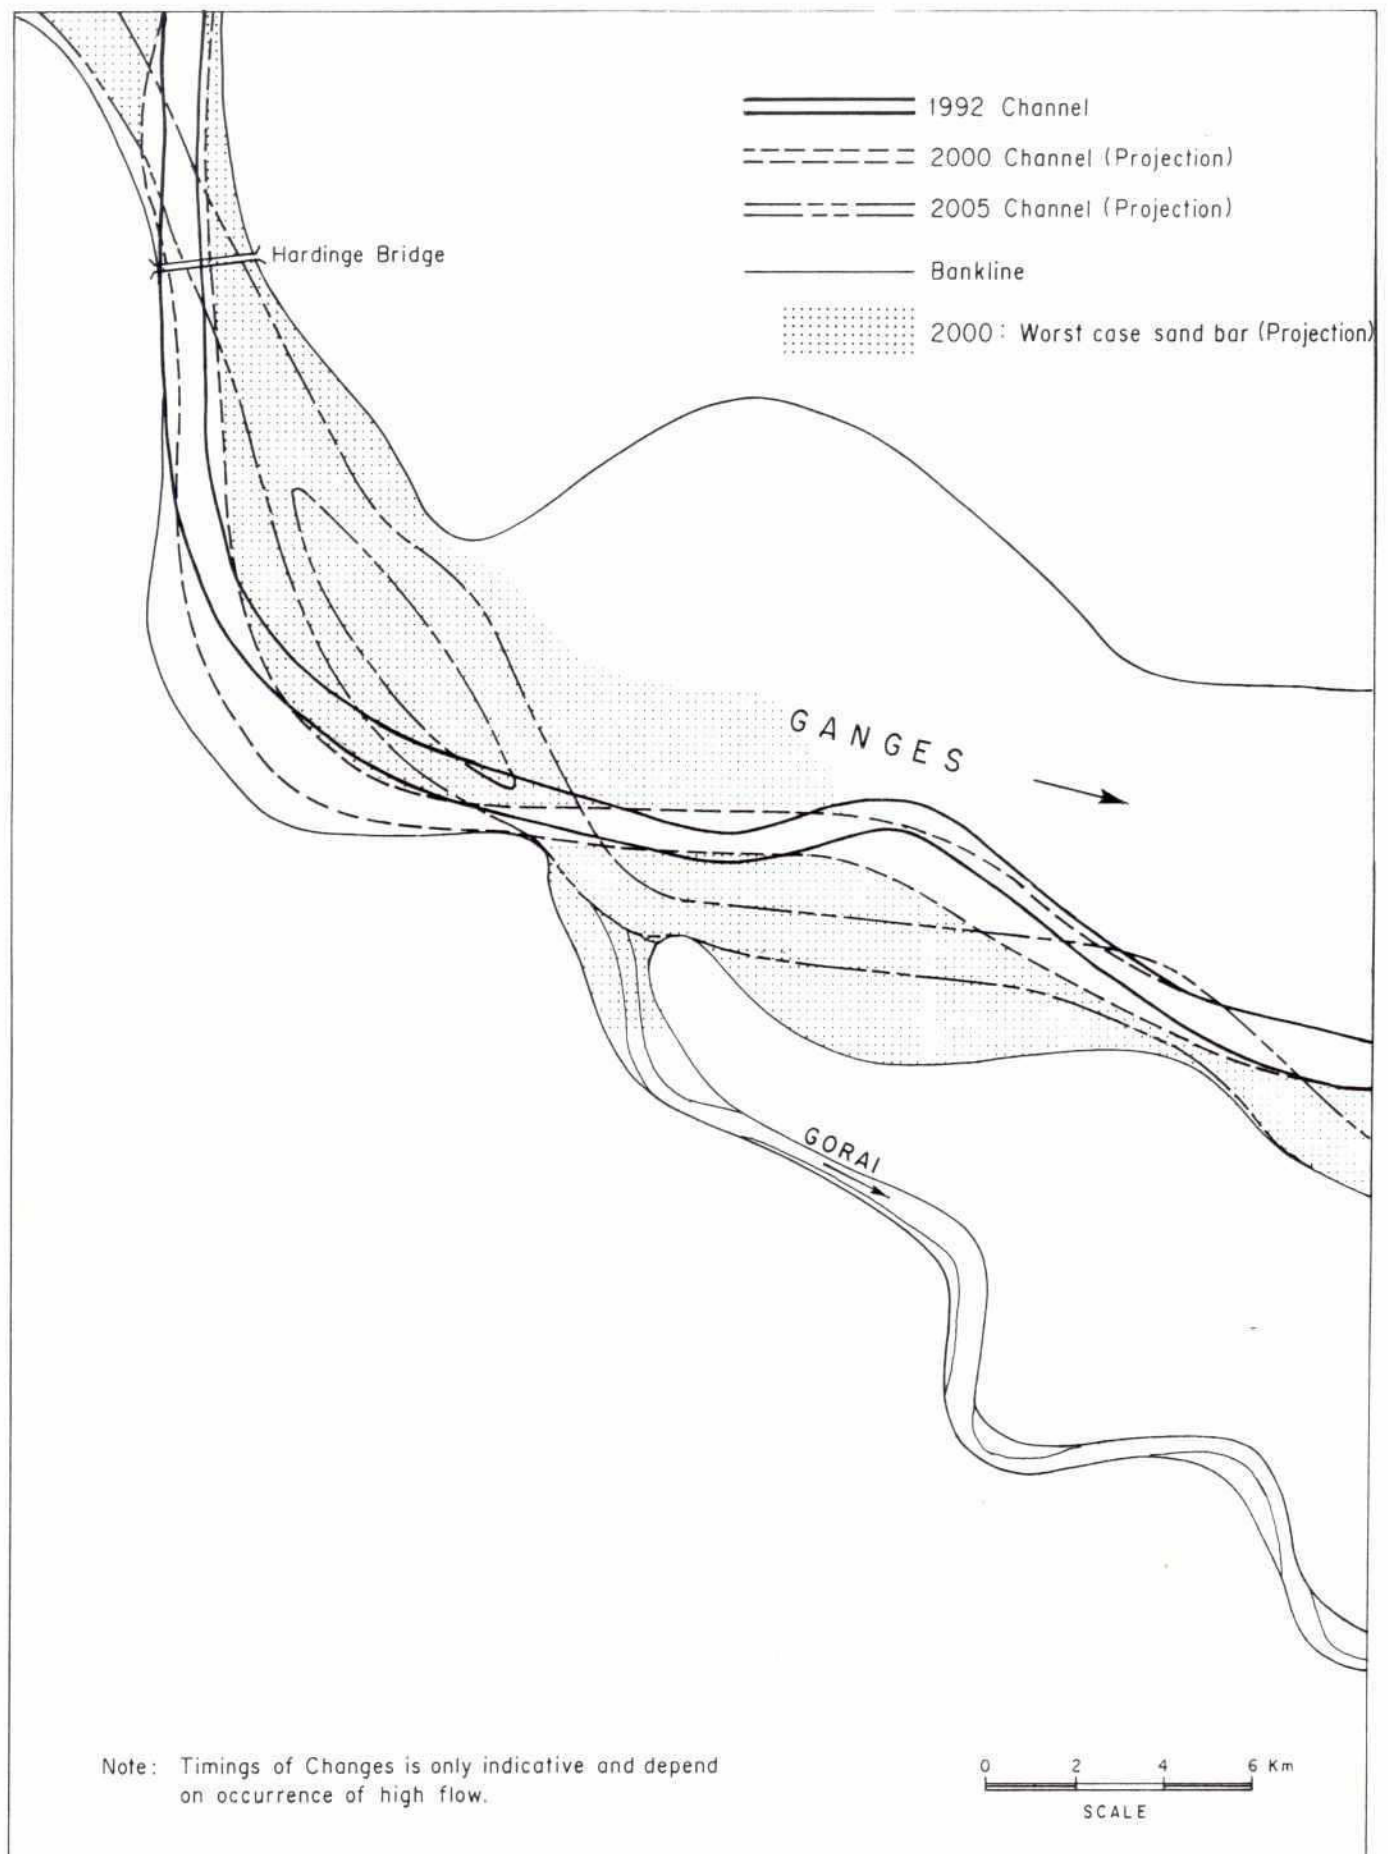 1992 Channel
2000 Channel (Projection)
2005 Channel (Projection)
Hardinge Bridge
Bankline
2000: Worst case sand bar (Projection)
GANGES
GORAI
Note: Timings of Changes is only indicative and depend
on occurrence of high flow.
0 2 4 6 Km
SCALE